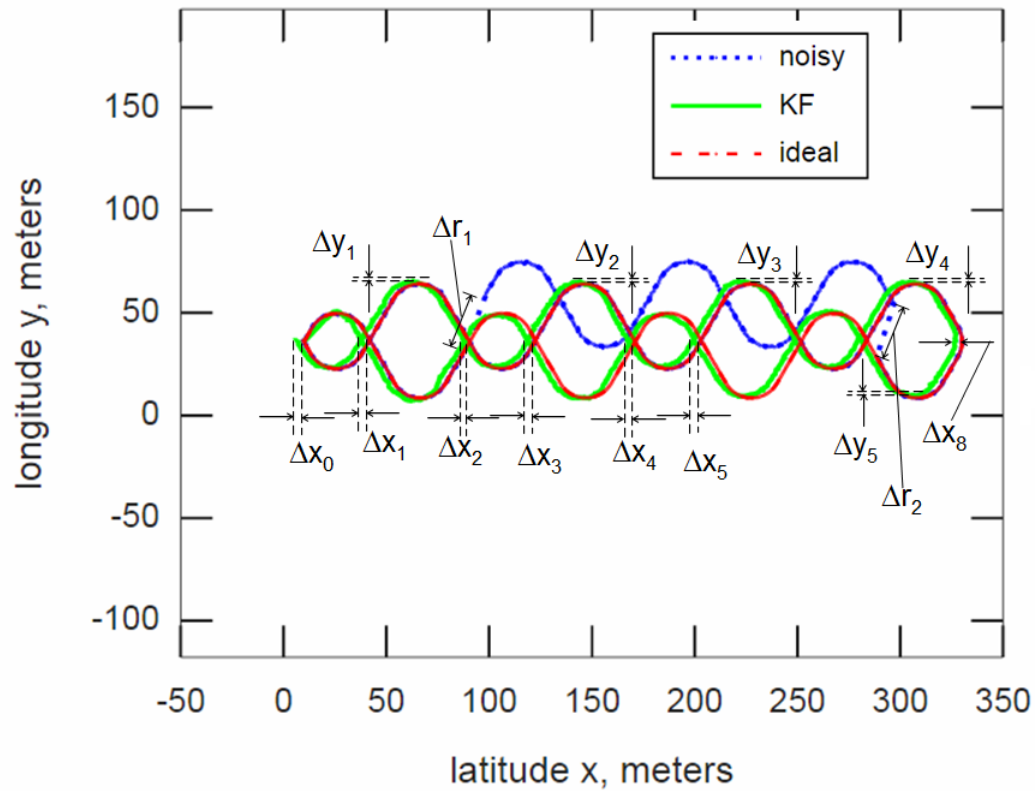 noisy
KF
ideal
150
100
50
0
-50
-100
longitude y, meters
Δy₁
Δr₁
Δy₂
Δy₃
Δy₄
Δx₀
Δx₁
Δx₂
Δx₃
Δx₄
Δx₅
Δy₅
Δx₈
Δr₂
-50 0 50 100 150 200 250 300 350
latitude x, meters